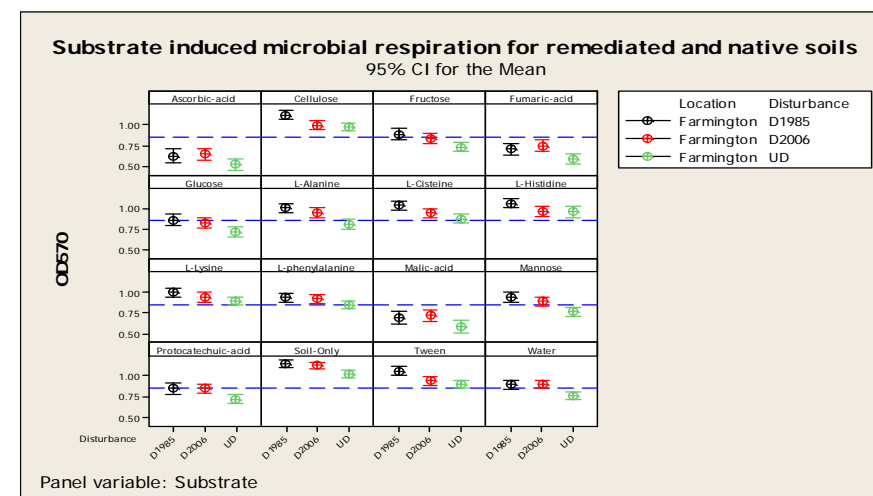 Substrate induced microbial respiration for remediated and native soils
95% CI for the Mean
Ascorbic-acid Cellulose Fructose Fumaric-acid
1.00
0.75
0.50
Glucose L-Alanine L-Cisteine L-Histidine
1.00
0.75
0.50
L-Lysine L-phenylalanine Malic-acid Mannose
1.00
0.75
0.50
Protocatechuic-acid Soil-Only Tween Water
1.00
0.75
0.50
OD570
Disturbance
D1985 D2006 UD D1985 D2006 UD D1985 D2006 UD D1985 D2006 UD
Location Disturbance
Farmington D1985
Farmington D2006
Farmington UD
Panel variable: Substrate